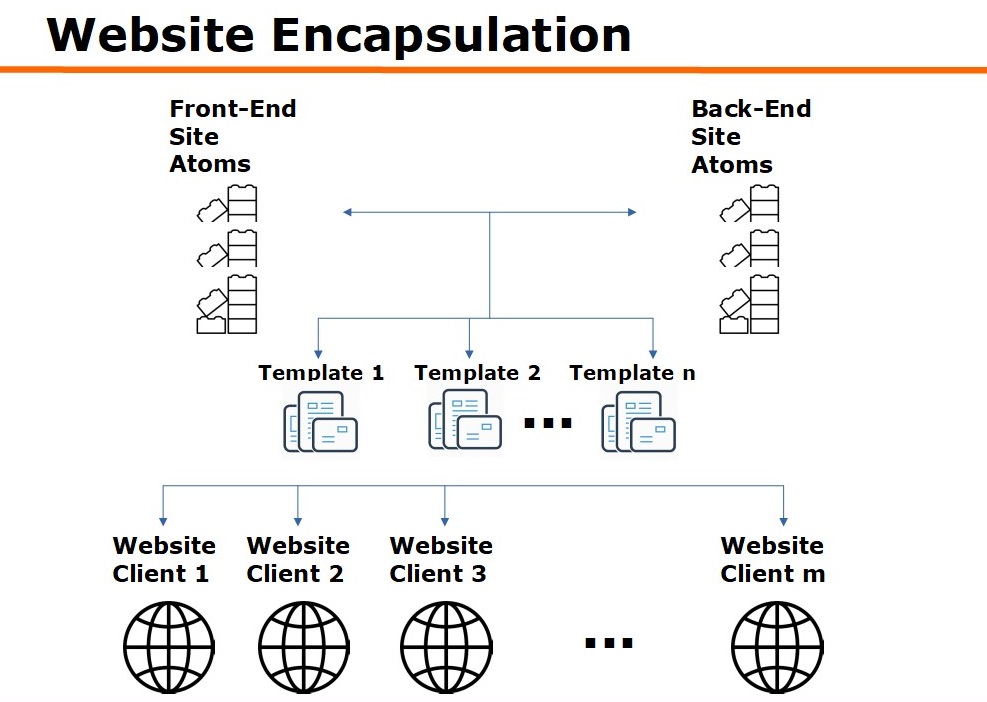 Website Encapsulation
Front-End
Site
Atoms
Back-End
Site
Atoms
Template 1
Template 2
Template n
...
Website
Client 1
Website
Client 2
Website
Client 3
...
Website
Client m